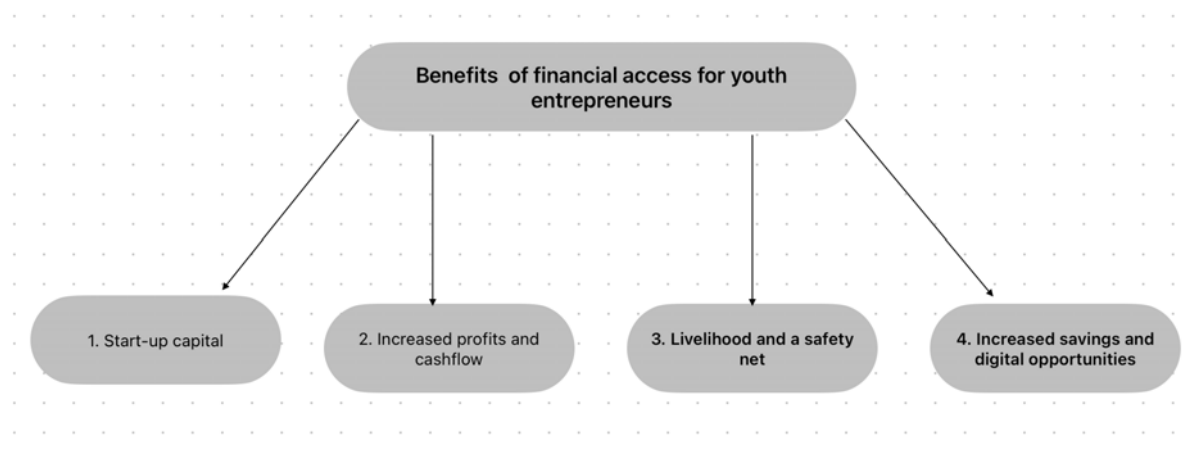 Benefits  of financial access for youth
entrepreneurs
1. Start-up capital
2. Increased profits and
cashflow
3. Livelihood and a safety
net
4. Increased savings and
digital opportunities